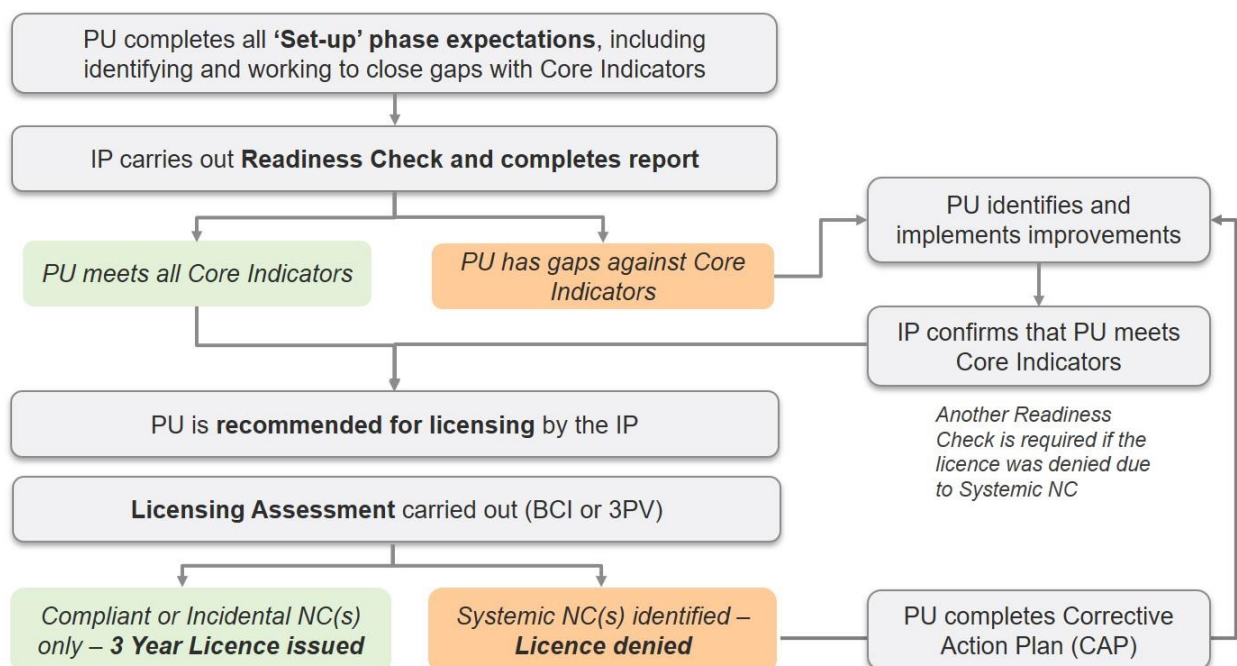 PU completes all ‘Set-up’ phase expectations, including
identifying and working to close gaps with Core Indicators
IP carries out Readiness Check and completes report
PU meets all Core Indicators
PU has gaps against Core
Indicators
PU identifies and
implements improvements
IP confirms that PU meets
Core Indicators
Another Readiness
Check is required if the
licence was denied due
to Systemic NC
PU is recommended for licensing by the IP
Licensing Assessment carried out (BCI or 3PV)
Compliant or Incidental NC(s)
only – 3 Year Licence issued
Systemic NC(s) identified –
Licence denied
PU completes Corrective
Action Plan (CAP)